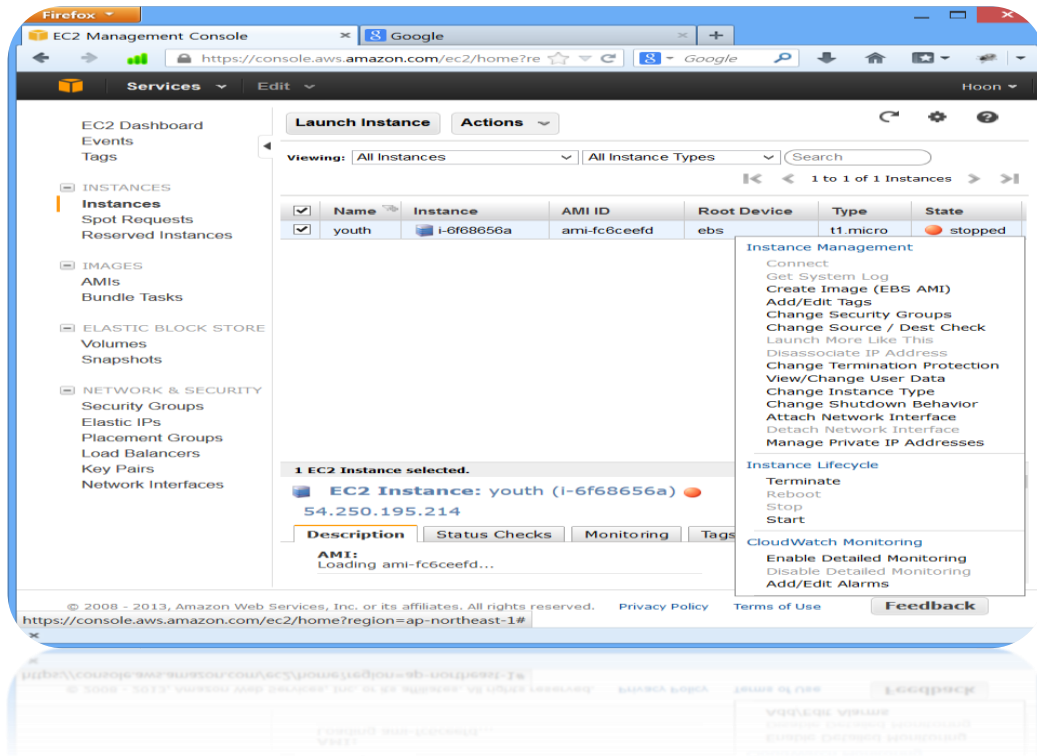 Firefox
EC2 Management Console
Google
https://console.aws.amazon.com/ec2/home?re
Google
Services Edit Hoon
EC2 Dashboard
Events
Tags
INSTANCES
Instances
Spot Requests
Reserved Instances
IMAGES
AMIs
Bundle Tasks
ELASTIC BLOCK STORE
Volumes
Snapshots
NETWORK & SECURITY
Security Groups
Elastic IPs
Placement Groups
Load Balancers
Key Pairs
Network Interfaces
Launch Instance Actions
Viewing: All Instances All Instance Types Search
1 to 1 of 1 Instances
Name Instance AMI ID Root Device Type State
youth i-6f68656a ami-fc6ceefd ebs t1.micro stopped
Instance Management
Connect
Get System Log
Create Image (EBS AMI)
Add/Edit Tags
Change Security Groups
Change Source / Dest Check
Launch More Like This
Disassociate IP Address
Change Termination Protection
View/Change User Data
Change Instance Type
Change Shutdown Behavior
Attach Network Interface
Detach Network Interface
Manage Private IP Addresses
Instance Lifecycle
Terminate
Reboot
Stop
Start
CloudWatch Monitoring
Enable Detailed Monitoring
Disable Detailed Monitoring
Add/Edit Alarms
1 EC2 Instance selected.
EC2 Instance: youth (i-6f68656a)
54.250.195.214
Description Status Checks Monitoring Tags
AMI:
Loading ami-fc6ceefd...
© 2008 - 2013, Amazon Web Services, Inc. or its affiliates. All rights reserved. Privacy Policy Terms of Use Feedback
https://console.aws.amazon.com/ec2/home?region=ap-northeast-1#